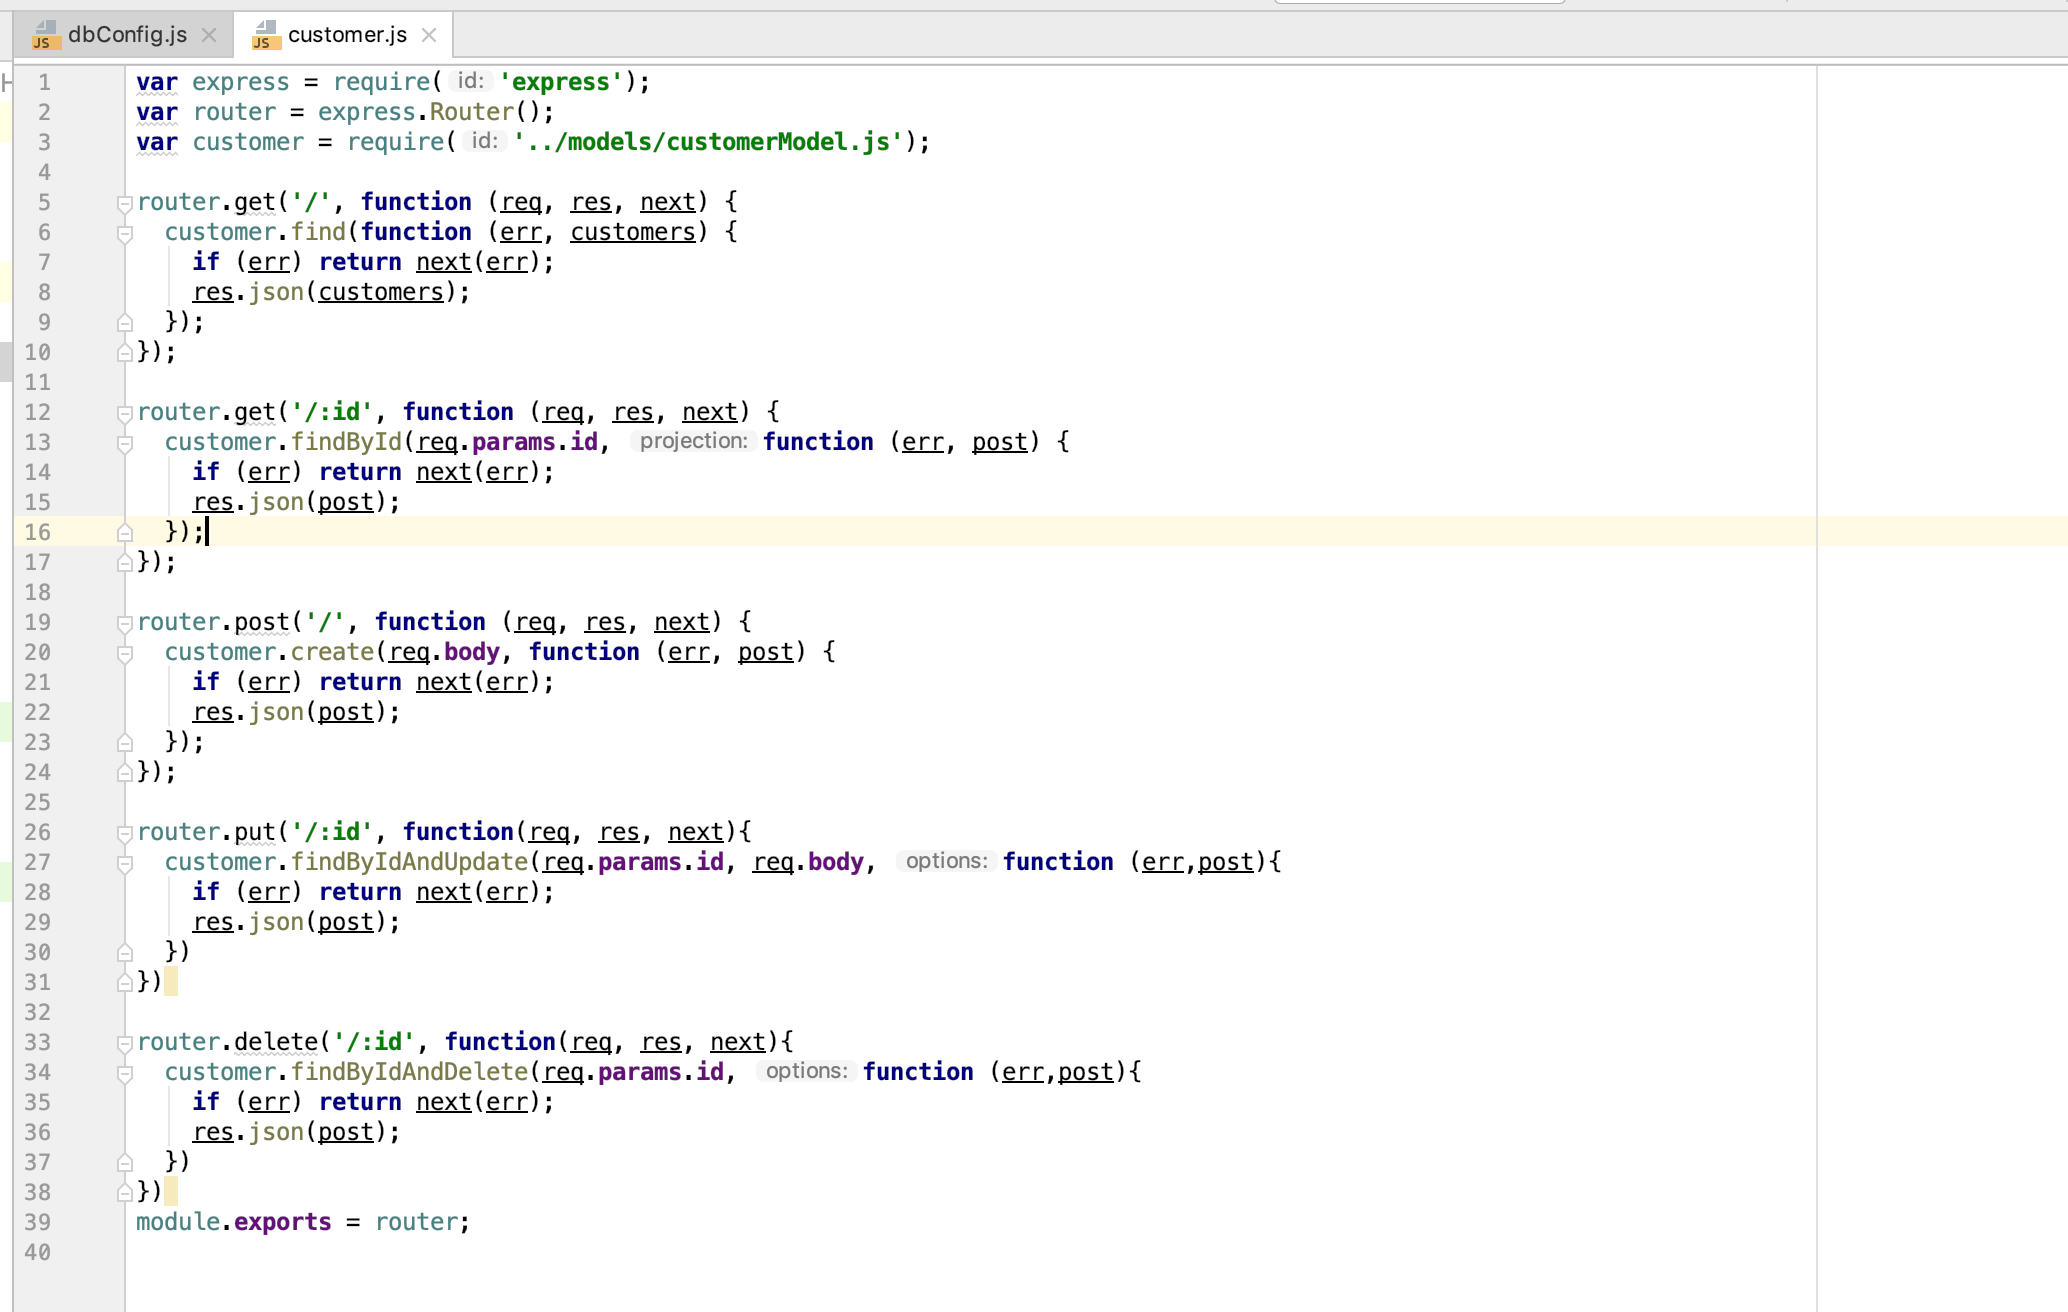 dbConfig.js customer.js
1 var express = require( id: 'express');
2 var router = express.Router();
3 var customer = require( id: '../models/customerModel.js');
4
5 router.get('/', function (req, res, next) {
6   customer.find(function (err, customers) {
7     if (err) return next(err);
8     res.json(customers);
9   });
10 });
11
12 router.get('/:id', function (req, res, next) {
13   customer.findById(req.params.id, projection: function (err, post) {
14     if (err) return next(err);
15     res.json(post);
16   });
17 });
18
19 router.post('/', function (req, res, next) {
20   customer.create(req.body, function (err, post) {
21     if (err) return next(err);
22     res.json(post);
23   });
24 });
25
26 router.put('/:id', function(req, res, next){
27   customer.findByIdAndUpdate(req.params.id, req.body, options: function (err,post){
28     if (err) return next(err);
29     res.json(post);
30   })
31 })
32
33 router.delete('/:id', function(req, res, next){
34   customer.findByIdAndDelete(req.params.id, options: function (err,post){
35     if (err) return next(err);
36     res.json(post);
37   })
38 })
39 module.exports = router;
40